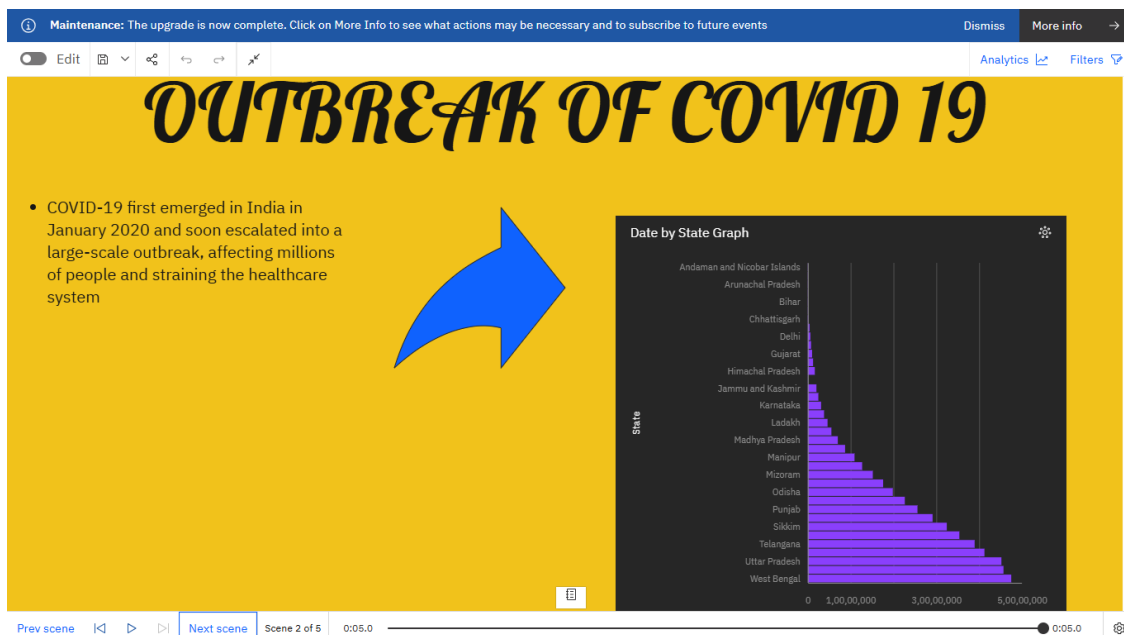 Maintenance: The upgrade is now complete. Click on More Info to see what actions may be necessary and to subscribe to future events
Dismiss
More info
Edit
Analytics
Filters
OUTBREAK OF COVID 19
• COVID-19 first emerged in India in
January 2020 and soon escalated into a
large-scale outbreak, affecting millions
of people and straining the healthcare
system
Date by State Graph
State
Andaman and Nicobar Islands
Arunachal Pradesh
Bihar
Chhattisgarh
Delhi
Gujarat
Himachal Pradesh
Jammu and Kashmir
Karnataka
Ladakh
Madhya Pradesh
Manipur
Mizoram
Odisha
Punjab
Sikkim
Telangana
Uttar Pradesh
West Bengal
0 1,00,00,000 3,00,00,000 5,00,00,000
Prev scene
Next scene
Scene 2 of 5
0:05.0
0:05.0